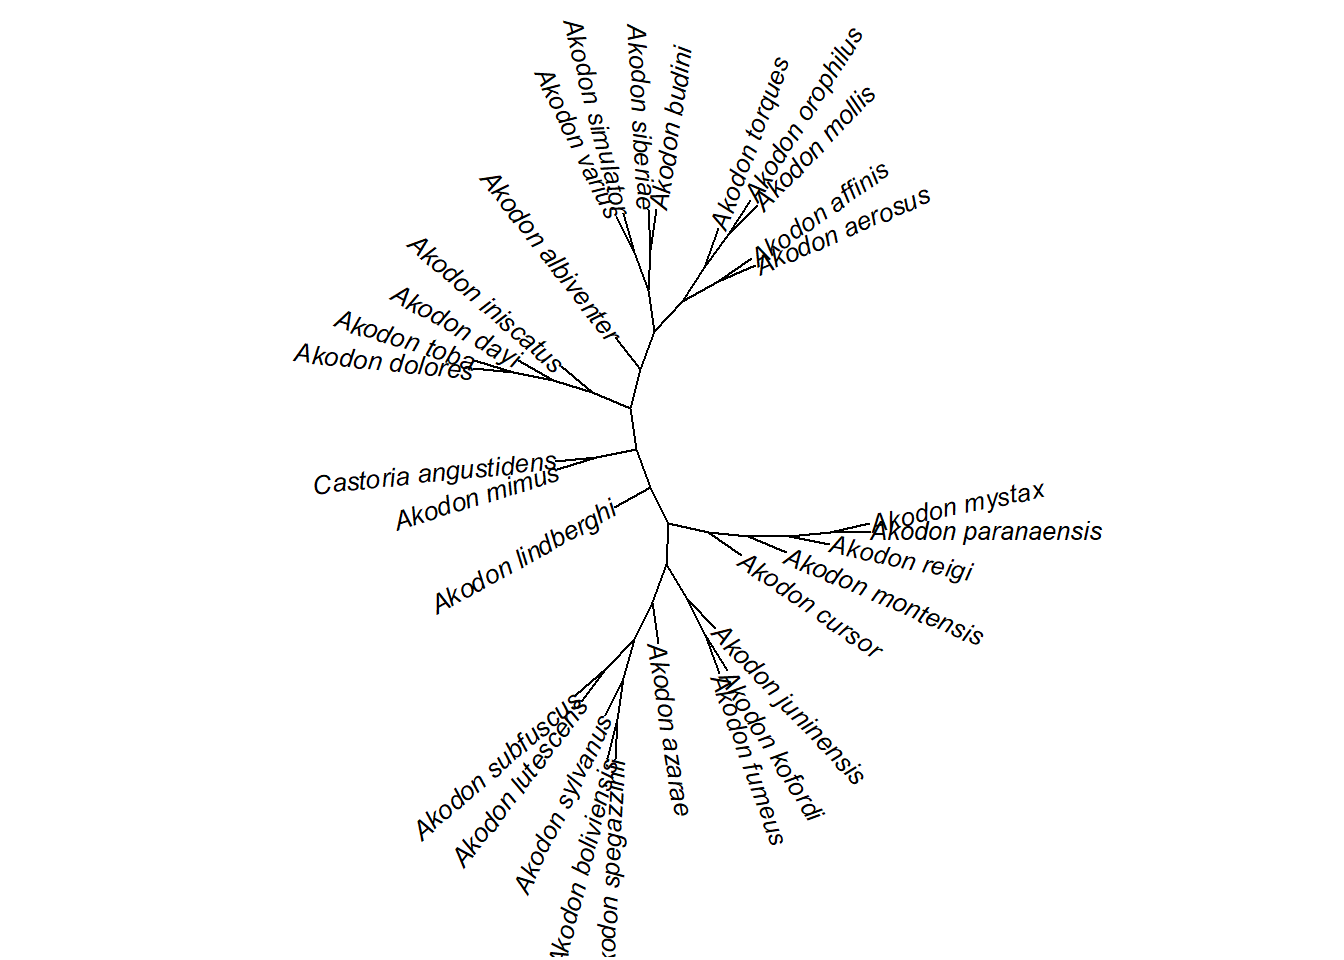 Akodon simulator
Akodon varius
Akodon siberiae
Akodon budini
Akodon torques
Akodon orophilus
Akodon mollis
Akodon affinis
Akodon aerosus
Akodon albiventer
Akodon iniscatus
Akodon dayi
Akodon toba
Akodon dolores
Castoria angustidens
Akodon mimus
Akodon lindberghi
Akodon mystax
Akodon paranaensis
Akodon reigi
Akodon montensis
Akodon cursor
Akodon juninensis
Akodon kofordi
Akodon fumeus
Akodon azarae
Akodon subfuscus
Akodon lutescens
Akodon sylvanus
Akodon boliviensis
kodon spegazzinii